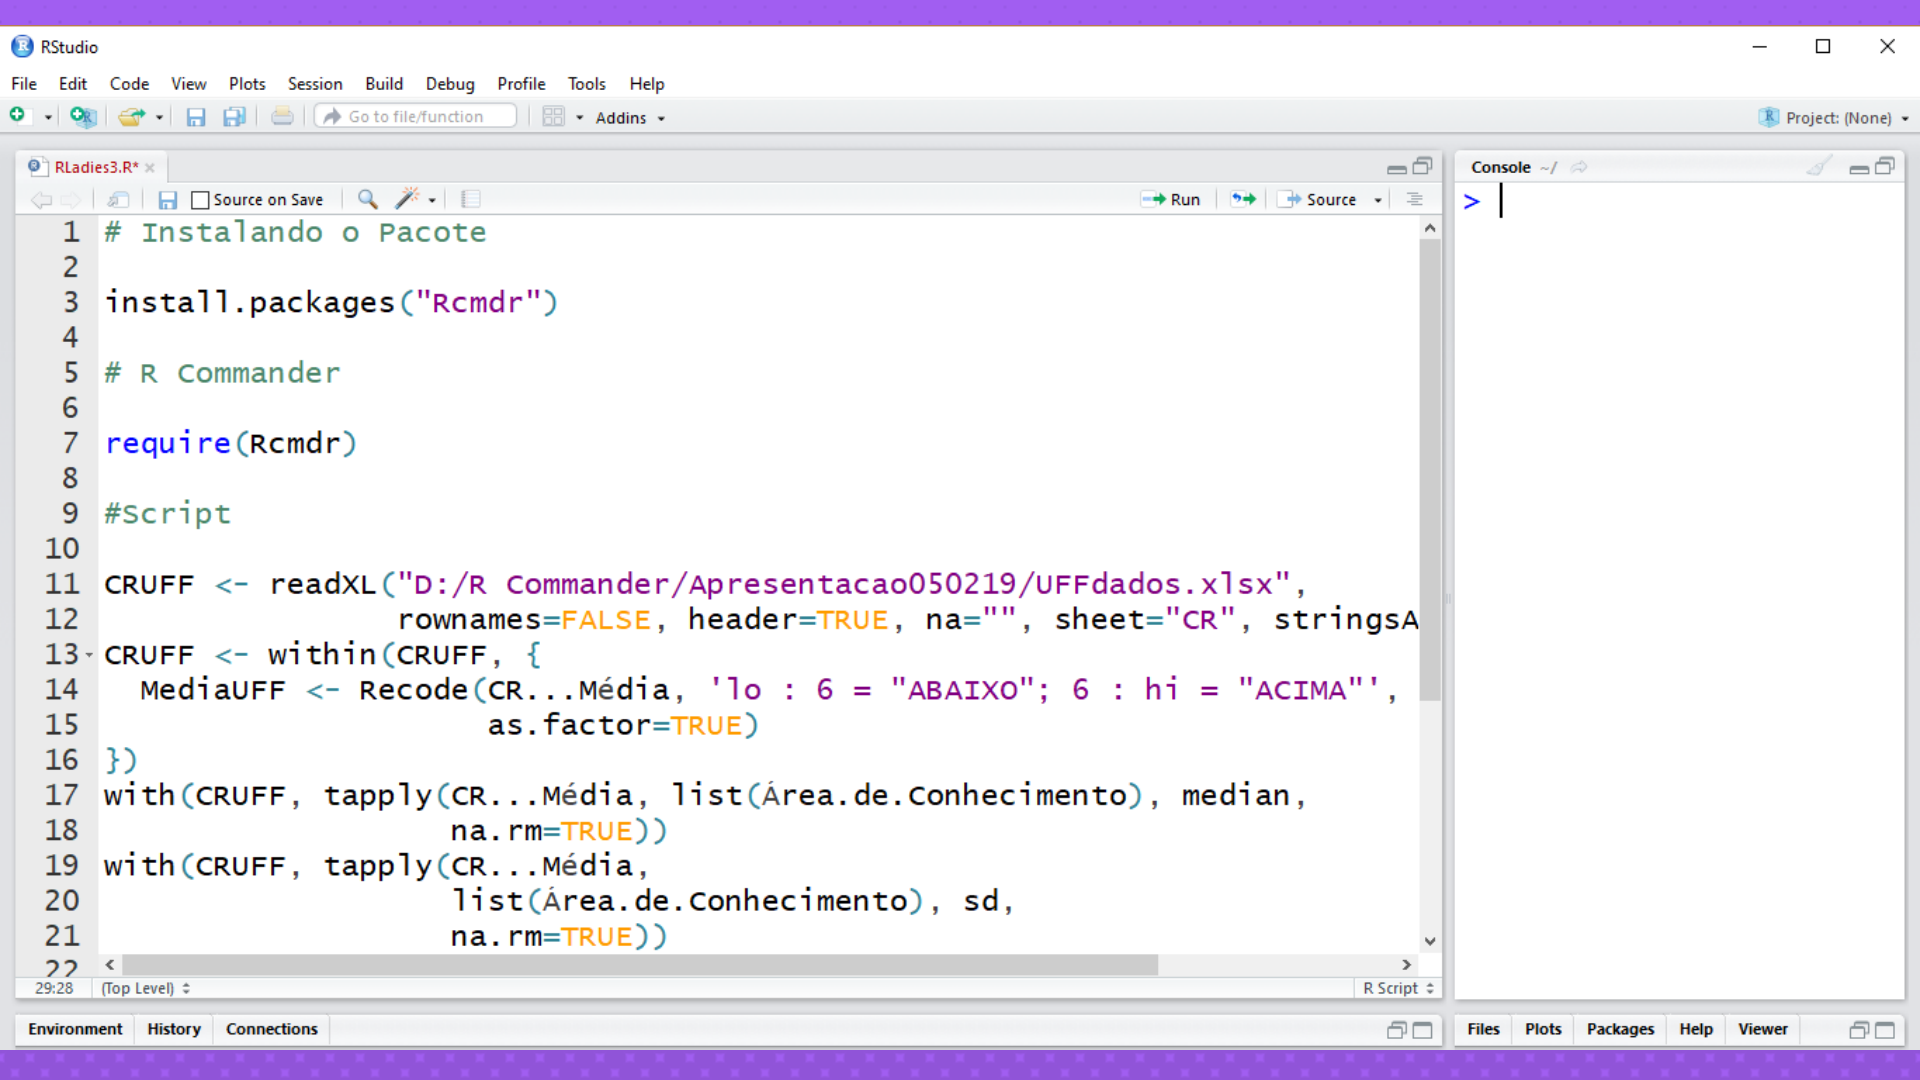 RStudio
File Edit Code View Plots Session Build Debug Profile Tools Help
Go to file/function Addins Project: (None)
RLadies3.R*
Source on Save Run Source
1 # Instalando o Pacote
2
3 install.packages("Rcmdr")
4
5 # R Commander
6
7 require(Rcmdr)
8
9 #Script
10
11 CRUFF <- readXL("D:/R Commander/Apresentacao050219/UFFdados.xlsx",
12 rownames=FALSE, header=TRUE, na="", sheet="CR", stringsA
13 CRUFF <- within(CRUFF, {
14 MediaUFF <- Recode(CR...Média, 'lo : 6 = "ABAIXO"; 6 : hi = "ACIMA"',
15 as.factor=TRUE)
16 })
17 with(CRUFF, tapply(CR...Média, list(Área.de.Conhecimento), median,
18 na.rm=TRUE))
19 with(CRUFF, tapply(CR...Média,
20 list(Área.de.Conhecimento), sd,
21 na.rm=TRUE))
22
29:28 (Top Level) R Script
Environment History Connections
Console ~/
>
Files Plots Packages Help Viewer